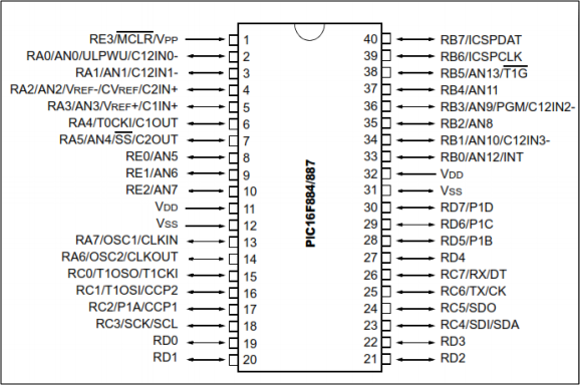 RE3/MCLR/VPP 1
RA0/AN0/ULPWU/C12IN0- 2
RA1/AN1/C12IN1- 3
RA2/AN2/VREF-/CVREF/C2IN+ 4
RA3/AN3/VREF+/C1IN+ 5
RA4/T0CKI/C1OUT 6
RA5/AN4/SS/C2OUT 7
RE0/AN5 8
RE1/AN6 9
RE2/AN7 10
VDD 11
VSS 12
RA7/OSC1/CLKIN 13
RA6/OSC2/CLKOUT 14
RC0/T1OSO/T1CKI 15
RC1/T1OSI/CCP2 16
RC2/P1A/CCP1 17
RC3/SCK/SCL 18
RD0 19
RD1 20
PIC16F884/887
40 RB7/ICSPDAT
39 RB6/ICSPCLK
38 RB5/AN13/T1G
37 RB4/AN11
36 RB3/AN9/PGM/C12IN2-
35 RB2/AN8
34 RB1/AN10/C12IN3-
33 RB0/AN12/INT
32 VDD
31 VSS
30 RD7/P1D
29 RD6/P1C
28 RD5/P1B
27 RD4
26 RC7/RX/DT
25 RC6/TX/CK
24 RC5/SDO
23 RC4/SDI/SDA
22 RD3
21 RD2